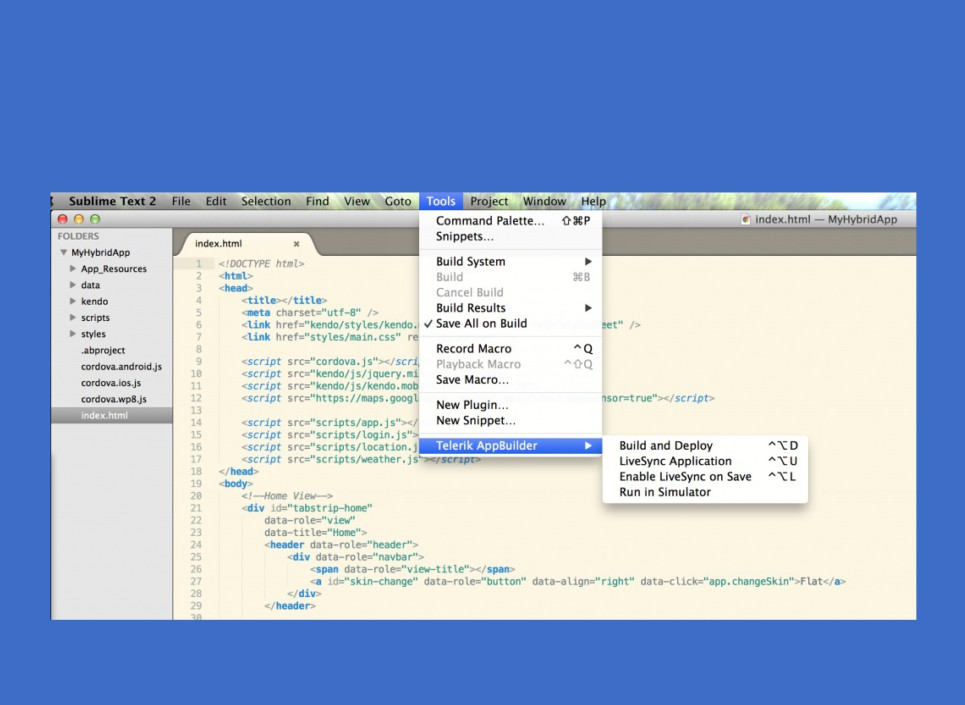 Sublime Text 2 File Edit Selection Find View Goto Tools Project Window Help
index.html — MyHybridApp
FOLDERS
MyHybridApp
App_Resources
data
kendo
scripts
styles
.abproject
cordova.android.js
cordova.ios.js
cordova.wp8.js
index.html
index.html ×
1 <!DOCTYPE html>
2 <html>
3 <head>
4 <title></title>
5 <meta charset="utf-8" />
6 <link href="kendo/styles/kendo. eet" />
7 <link href="styles/main.css" re
8
9 <script src="cordova.js"></scri
10 <script src="kendo/js/jquery.mi
11 <script src="kendo/js/kendo.mob
12 <script src="https://maps.googl nsor=true"></script>
13
14 <script src="scripts/app.js"></
15 <script src="scripts/login.js">
16 <script src="scripts/location.j
17 <script src="scripts/weather.js"></script>
18 </head>
19 <body>
20 <!--Home View-->
21 <div id="tabstrip-home"
22 data-role="view"
23 data-title="Home">
24 <header data-role="header">
25 <div data-role="navbar">
26 <span data-role="view-title"></span>
27 <a id="skin-change" data-role="button" data-align="right" data-click="app.changeSkin">Flat</a>
28 </div>
29 </header>
30
Command Palette... ⇧⌘P
Snippets...
Build System ▶
Build ⌘B
Cancel Build
Build Results ▶
✓ Save All on Build
Record Macro ^Q
Playback Macro ^⇧Q
Save Macro...
New Plugin...
New Snippet...
Telerik AppBuilder ▶
Build and Deploy ^⌥D
LiveSync Application ^⌥U
Enable LiveSync on Save ^⌥L
Run in Simulator